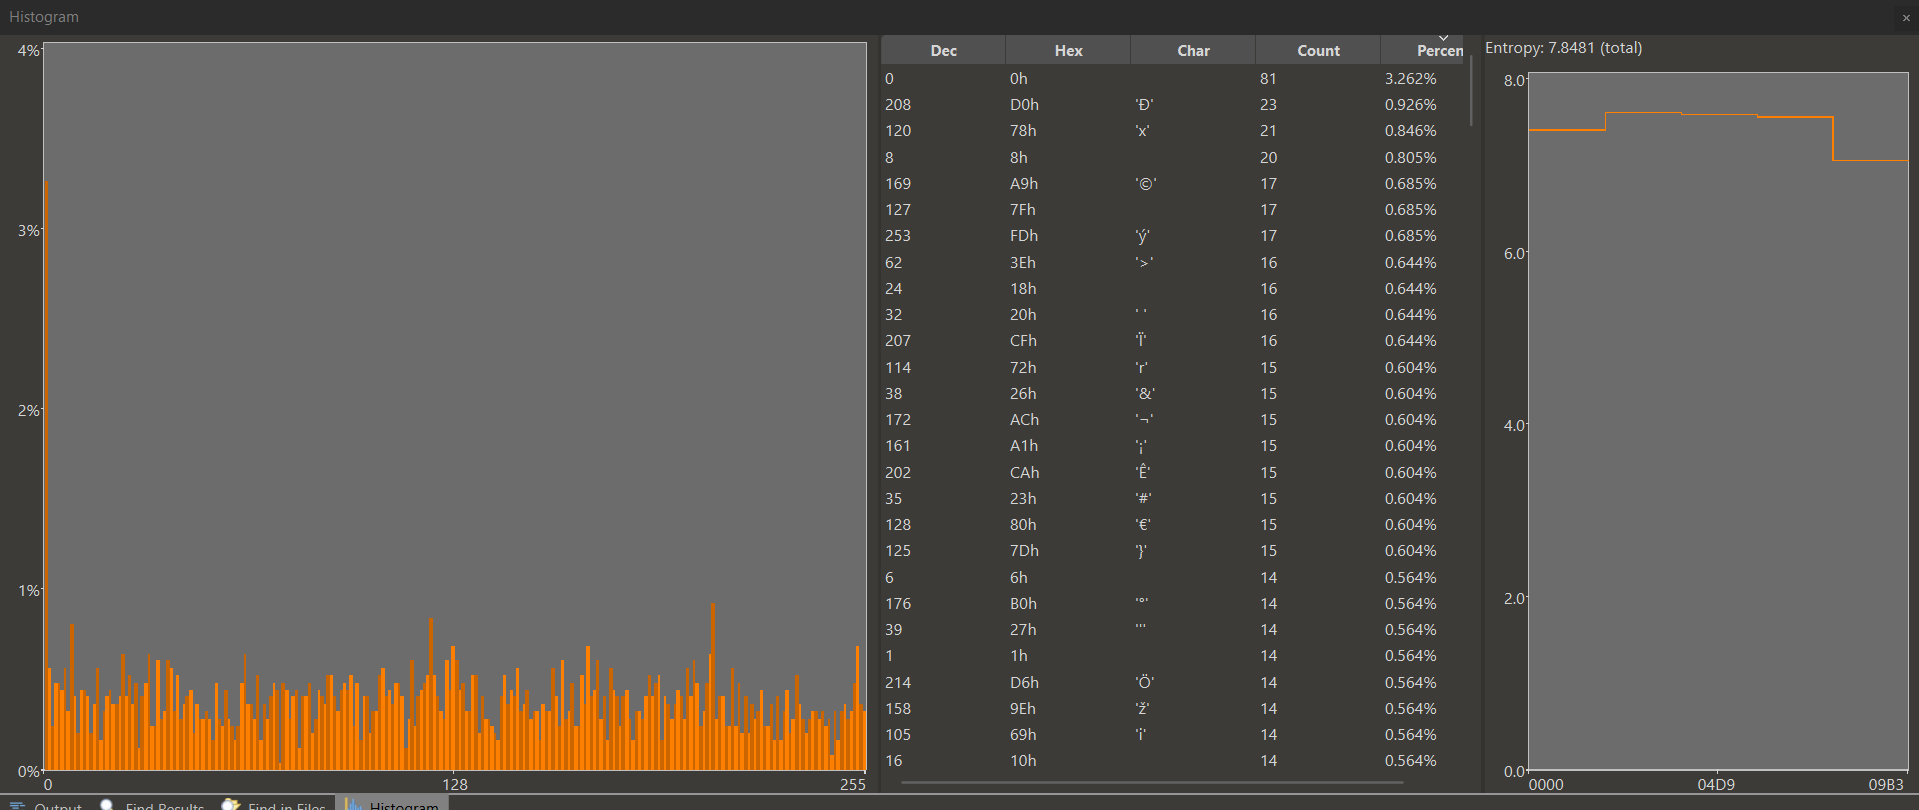 Histogram
4%
3%
2%
1%
0%
0 128 255
Dec Hex Char Count Percen
0 0h 81 3.262%
208 D0h 'Ð' 23 0.926%
120 78h 'x' 21 0.846%
8 8h 20 0.805%
169 A9h '©' 17 0.685%
127 7Fh 17 0.685%
253 FDh 'ý' 17 0.685%
62 3Eh '>' 16 0.644%
24 18h 16 0.644%
32 20h ' ' 16 0.644%
207 CFh 'Ï' 16 0.644%
114 72h 'r' 15 0.604%
38 26h '&' 15 0.604%
172 ACh '¬' 15 0.604%
161 A1h '¡' 15 0.604%
202 CAh 'Ê' 15 0.604%
35 23h '#' 15 0.604%
128 80h '€' 15 0.604%
125 7Dh '}' 15 0.604%
6 6h 14 0.564%
176 B0h '°' 14 0.564%
39 27h ''' 14 0.564%
1 1h 14 0.564%
214 D6h 'Ö' 14 0.564%
158 9Eh 'ž' 14 0.564%
105 69h 'i' 14 0.564%
16 10h 14 0.564%
Entropy: 7.8481 (total)
8.0
6.0
4.0
2.0
0.0
0000 04D9 09B3
Output Find Results Find in Files Histogram